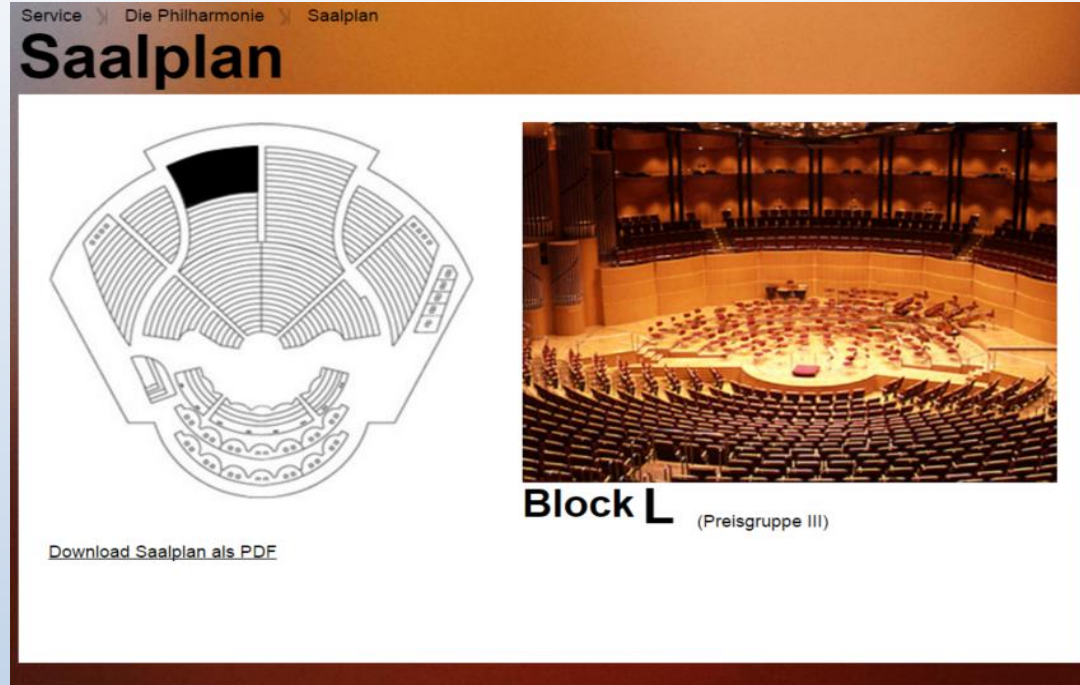 Service Die Philharmonie Saalplan
Saalplan
Block L (Preisgruppe III)
Download Saalplan als PDF